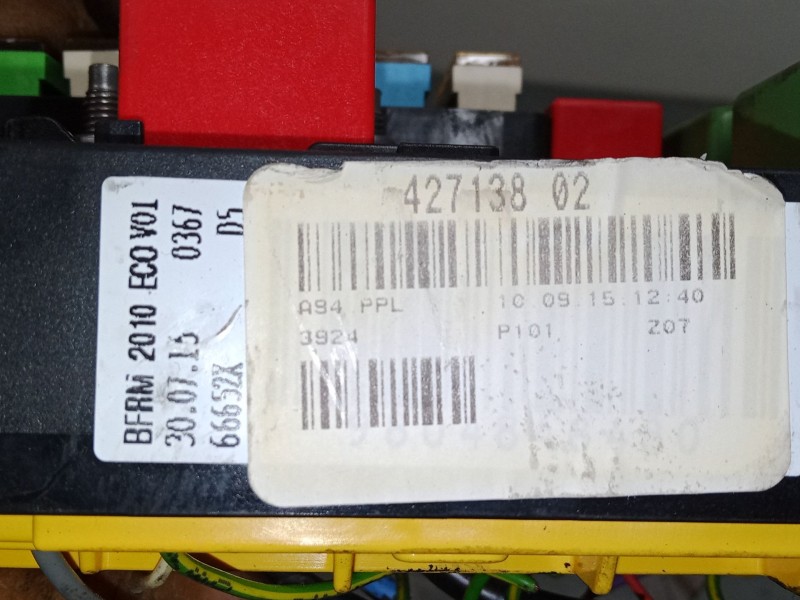 BFRM 2010 ECO V01
30.07.15 0367
66652X D5
427138 02
A94 PPL 10.09.15.12:40
3924 P101 Z07